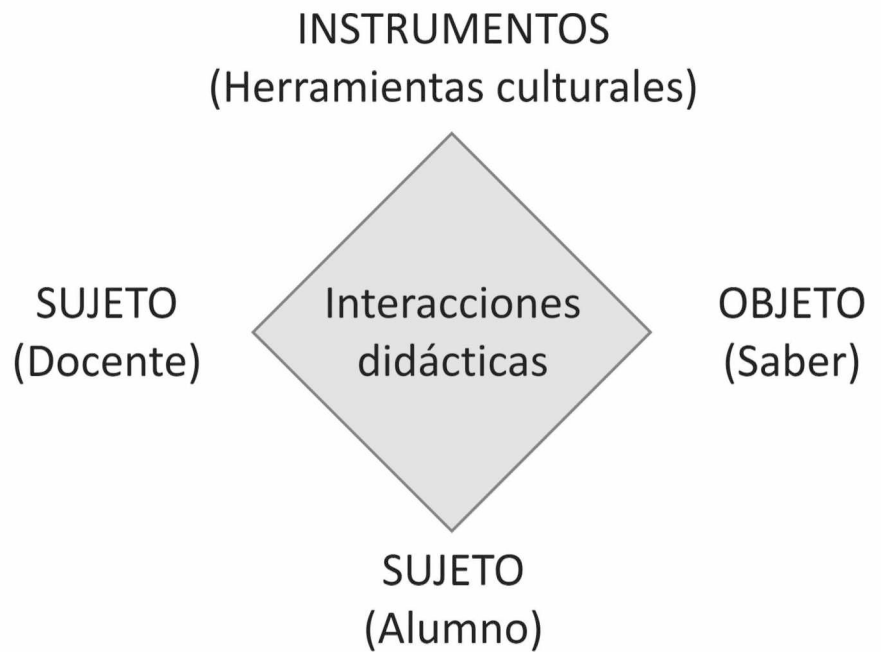 INSTRUMENTOS
(Herramientas culturales)
SUJETO
(Docente)
Interacciones
didácticas
OBJETO
(Saber)
SUJETO
(Alumno)